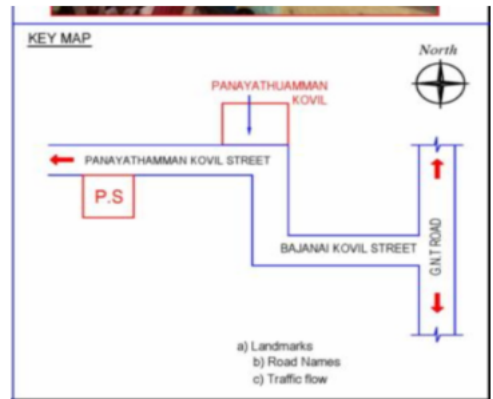 KEY MAP
North
PANAYATHUAMMAN
KOVIL
PANAYATHAMMAN KOVIL STREET
P.S
BAJANAI KOVIL STREET
G.N.T ROAD
a) Landmarks
b) Road Names
c) Traffic flow